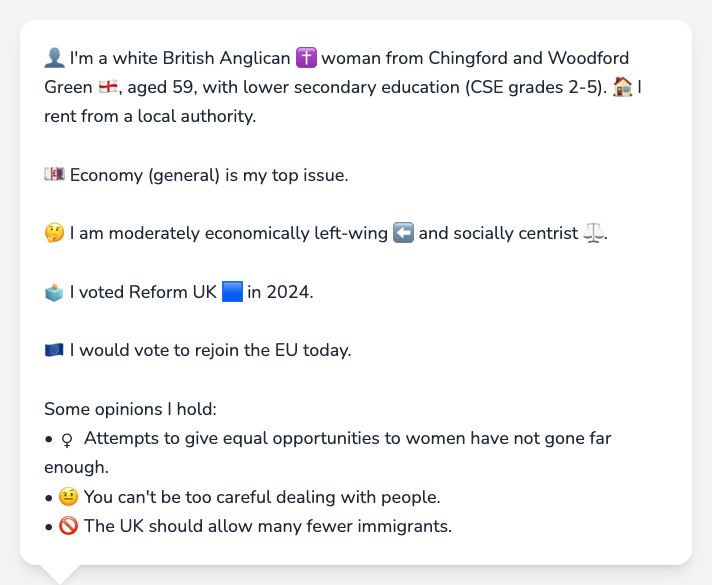 👤 I'm a white British Anglican ✝️ woman from Chingford and Woodford
Green 🏴󠁧󠁢󠁥󠁮󠁧󠁿, aged 59, with lower secondary education (CSE grades 2-5). 🏠 I
rent from a local authority.
💷 Economy (general) is my top issue.
🤔 I am moderately economically left-wing ⬅️ and socially centrist ⚖️.
🗳️ I voted Reform UK 🟦 in 2024.
🇪🇺 I would vote to rejoin the EU today.
Some opinions I hold:
• ♀ Attempts to give equal opportunities to women have not gone far
enough.
• 🤨 You can't be too careful dealing with people.
• 🚫 The UK should allow many fewer immigrants.